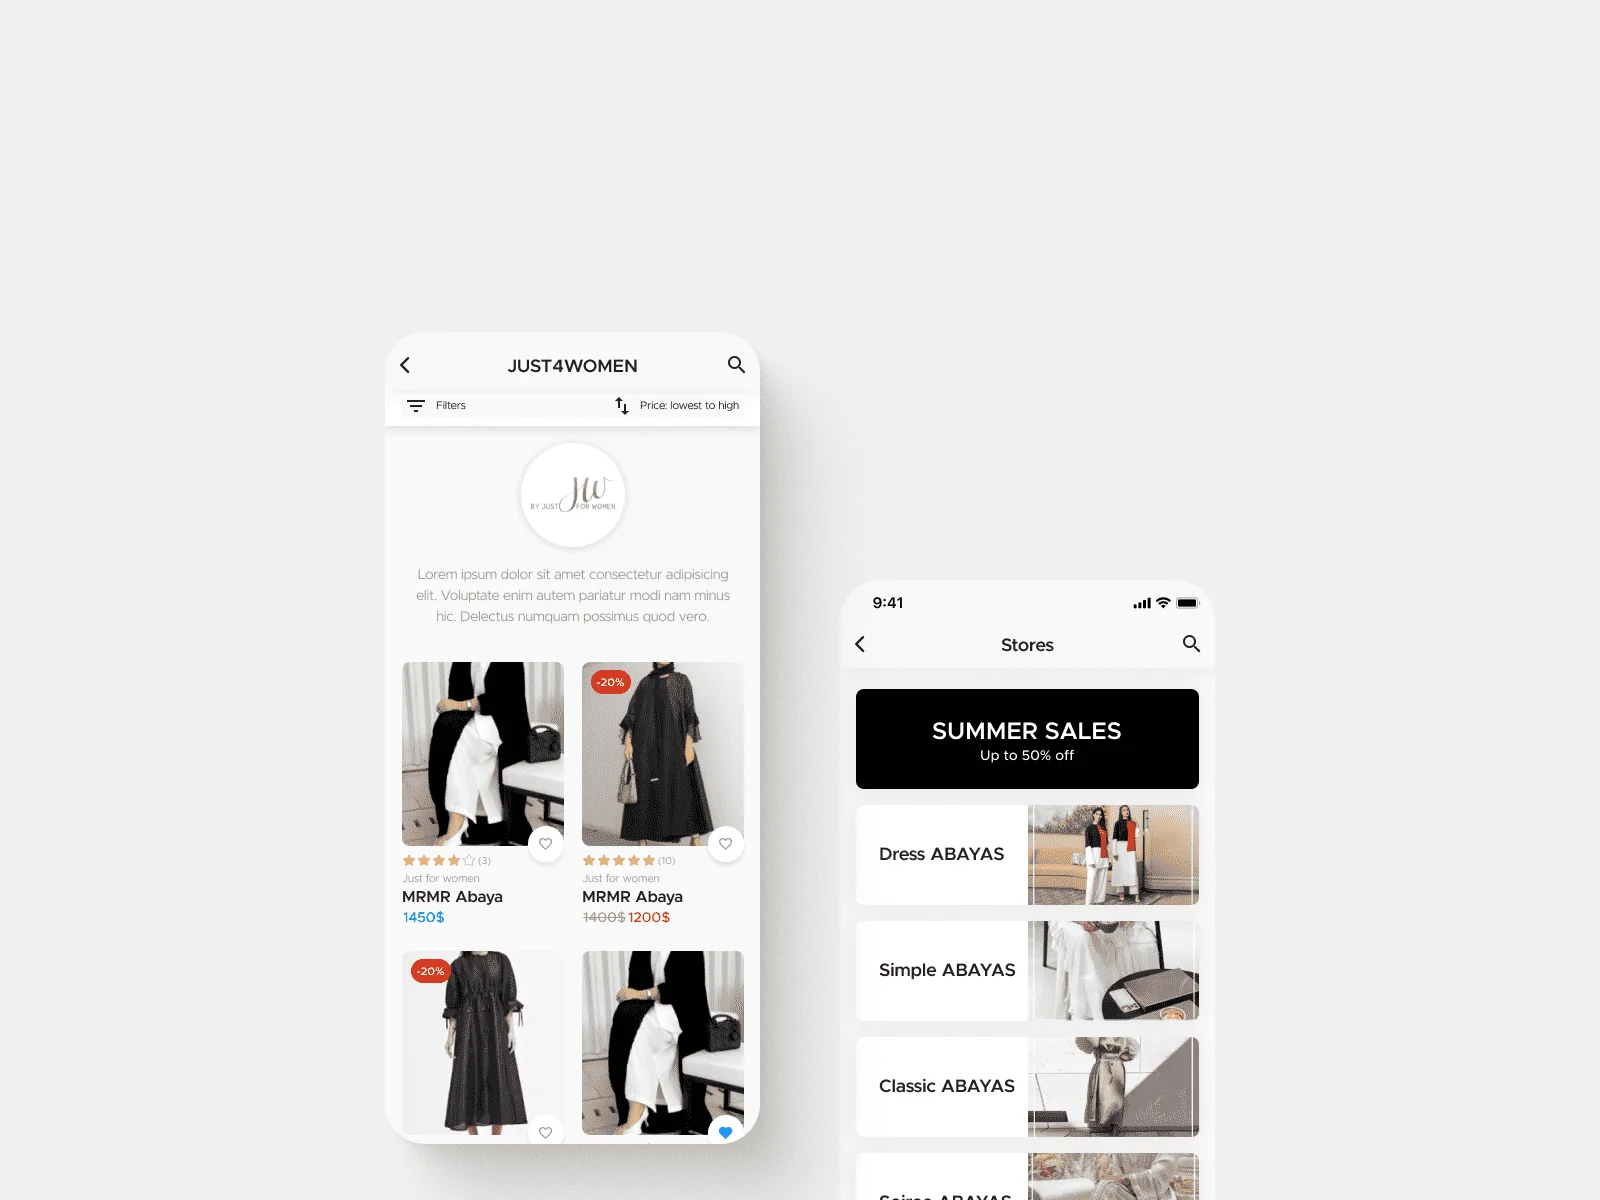 JUST4WOMEN
Filters
Price: lowest to high
JW
BY JUST FOR WOMEN
Lorem ipsum dolor sit amet consectetur adipisicing
elit. Voluptate enim autem pariatur modi nam minus
hic. Delectus numquam possimus quod vero.
(3)
Just for women
MRMR Abaya
1450$
-20%
(10)
Just for women
MRMR Abaya
1400$ 1200$
-20%
9:41
Stores
SUMMER SALES
Up to 50% off
Dress ABAYAS
Simple ABAYAS
Classic ABAYAS
Soiree ABAYAS